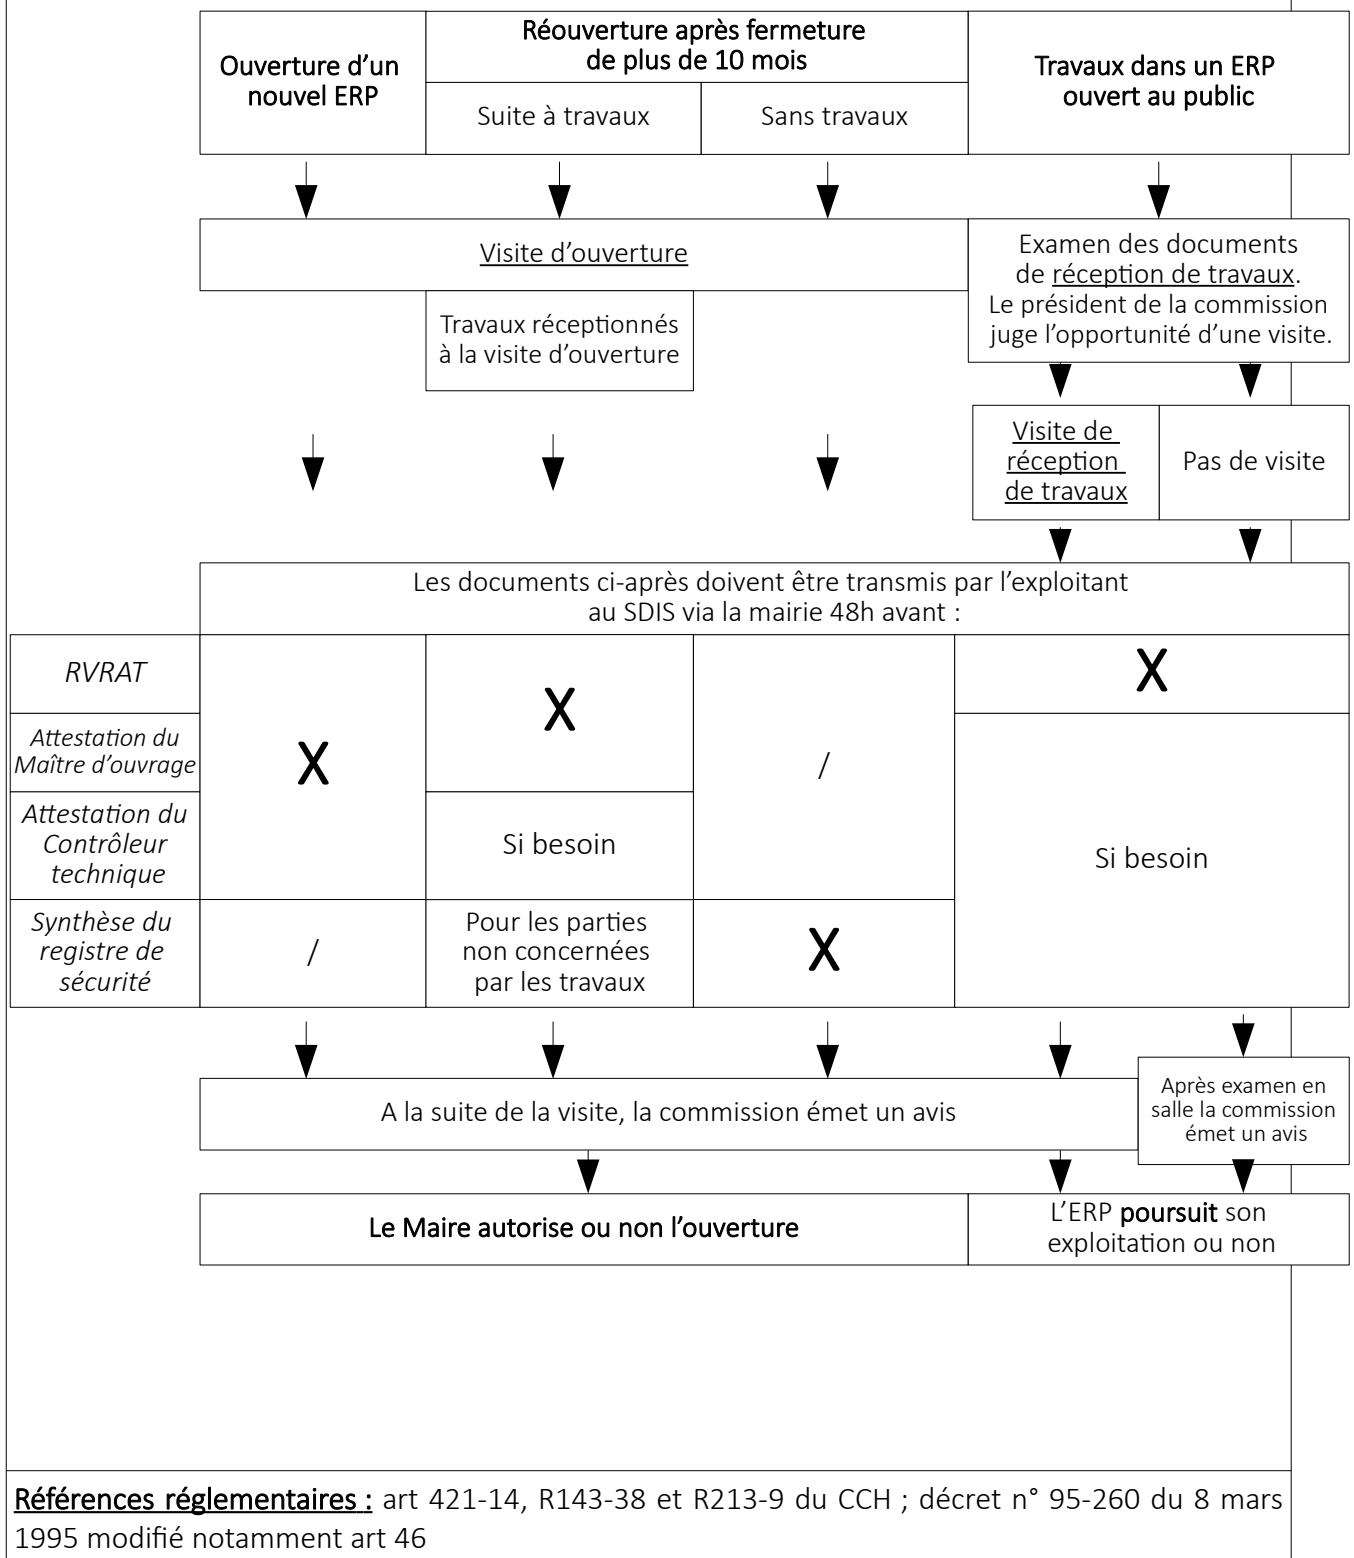 Ouverture d’un
nouvel ERP
Réouverture après fermeture
de plus de 10 mois
Suite à travaux
Sans travaux
Travaux dans un ERP
ouvert au public
Visite d’ouverture
Travaux réceptionnés
à la visite d’ouverture
Examen des documents
de réception de travaux.
Le président de la commission
juge l’opportunité d’une visite.
Visite de
réception
de travaux
Pas de visite
Les documents ci-après doivent être transmis par l’exploitant
au SDIS via la mairie 48h avant :
RVRAT
X
X
X
Attestation du
Maître d’ouvrage
/
Attestation du
Contrôleur
technique
Si besoin
Si besoin
Synthèse du
registre de
sécurité
/
Pour les parties
non concernées
par les travaux
X
A la suite de la visite, la commission émet un avis
Après examen en
salle la commission
émet un avis
Le Maire autorise ou non l’ouverture
L’ERP poursuit son
exploitation ou non
Références réglementaires : art 421-14, R143-38 et R213-9 du CCH ; décret n° 95-260 du 8 mars
1995 modifié notamment art 46